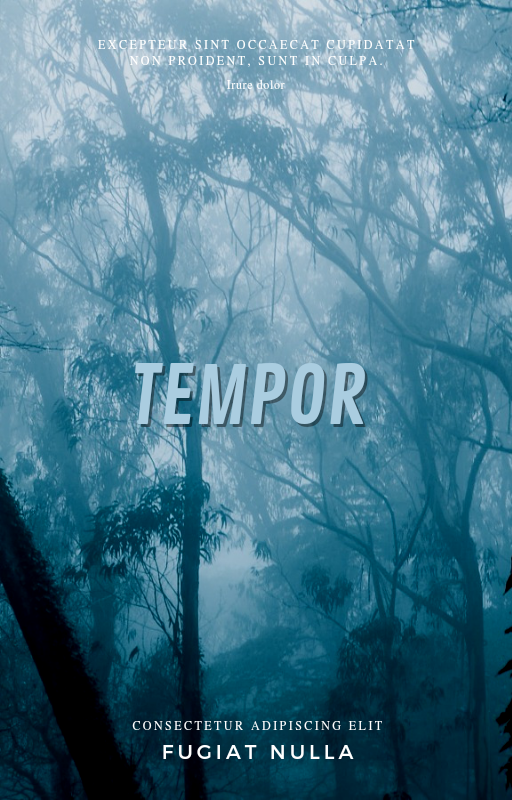 EXCEPTEUR SINT OCCAECAT CUPIDATAT
NON PROIDENT, SUNT IN CULPA.
Irure dolor
TEMPOR
CONSECTETUR ADIPISCING ELIT
FUGIAT NULLA